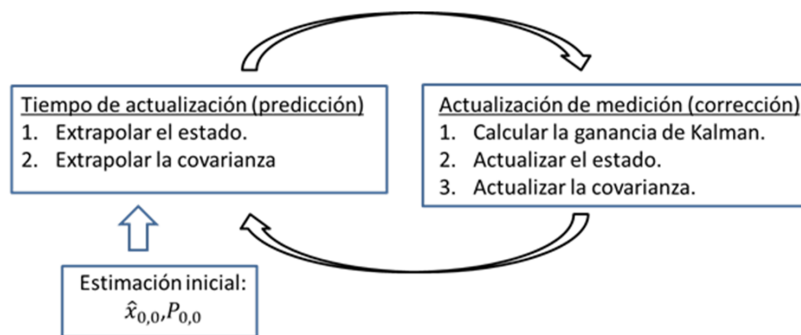 Tiempo de actualización (predicción)
1. Extrapolar el estado.
2. Extrapolar la covarianza
Actualización de medición (corrección)
1. Calcular la ganancia de Kalman.
2. Actualizar el estado.
3. Actualizar la covarianza.
Estimación inicial:
x̂₀,₀,P₀,₀